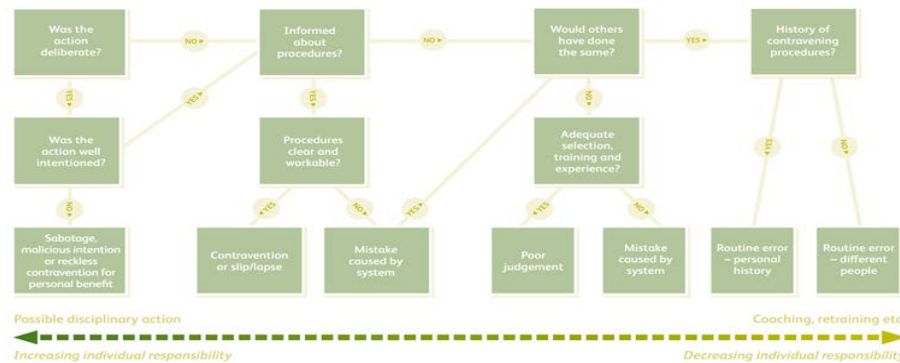 Was the
action
deliberate?
NO
Informed
about
procedures?
NO
Would others
have done
the same?
YES
History of
contravening
procedures?
YES
YES
NO
YES
NO
Was the
action well
intentioned?
Procedures
clear and
workable?
Adequate
selection,
training and
experience?
NO
YES
NO
YES
YES
NO
Sabotage,
malicious intention
or reckless
contravention for
personal benefit
Contravention
or slip/lapse
Mistake
caused by
system
Poor
judgement
Mistake
caused by
system
Routine error
– personal
history
Routine error
– different
people
Possible disciplinary action
Coaching, retraining etc
Increasing individual responsibility
Decreasing individual responsibility